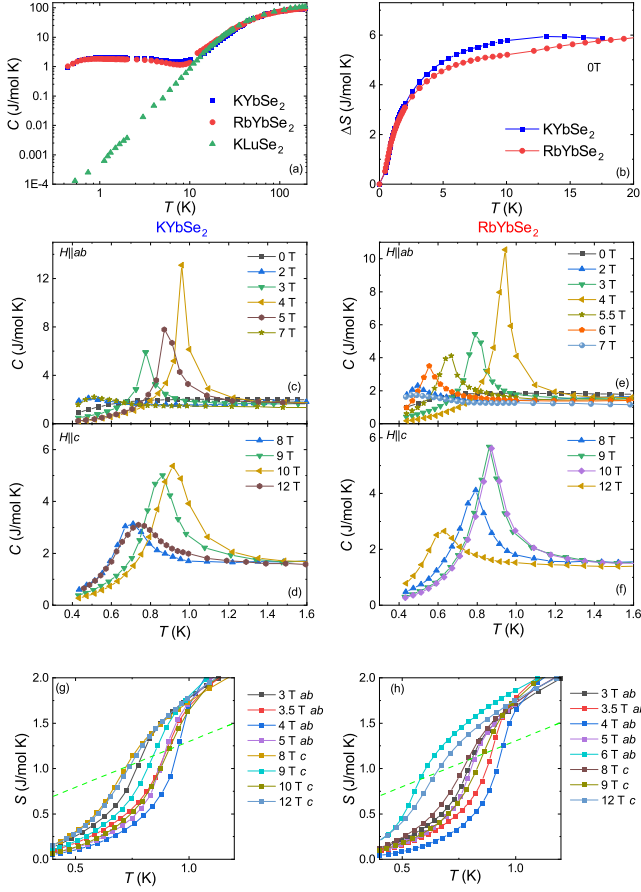 C (J/mol K)
100
10
1
0.1
0.01
0.001
1E-4
KYbSe2
RbYbSe2
KLuSe2
(a)
1 10 100
T (K)
ΔS (J/mol K)
8
6
4
2
0
0T
KYbSe2
RbYbSe2
(b)
0 5 10 15 20
T (K)
KYbSe2
RbYbSe2
H||ab
C (J/mol K)
12
8
4
0
0 T
2 T
3 T
4 T
5 T
7 T
(c)
H||ab
C (J/mol K)
10
8
6
4
2
0
0 T
2 T
3 T
4 T
5.5 T
6 T
7 T
(e)
H||c
C (J/mol K)
6
4
2
0
8 T
9 T
10 T
12 T
(d)
0.4 0.6 0.8 1.0 1.2 1.4 1.6
T (K)
H||c
C (J/mol K)
6
4
2
0
8 T
9 T
10 T
12 T
(f)
0.4 0.6 0.8 1.0 1.2 1.4 1.6
T (K)
(g)
S (J/mol K)
2.0
1.5
1.0
0.5
0.0
0.5 1.0
T (K)
3 T ab
3.5 T ab
4 T ab
5 T ab
8 T c
9 T c
10 T c
12 T c
(h)
S (J/mol K)
2.0
1.5
1.0
0.5
0.0
0.5 1.0
T (K)
3 T ab
3.5 T ab
4 T ab
5 T ab
6 T ab
8 T c
9 T c
12 T c